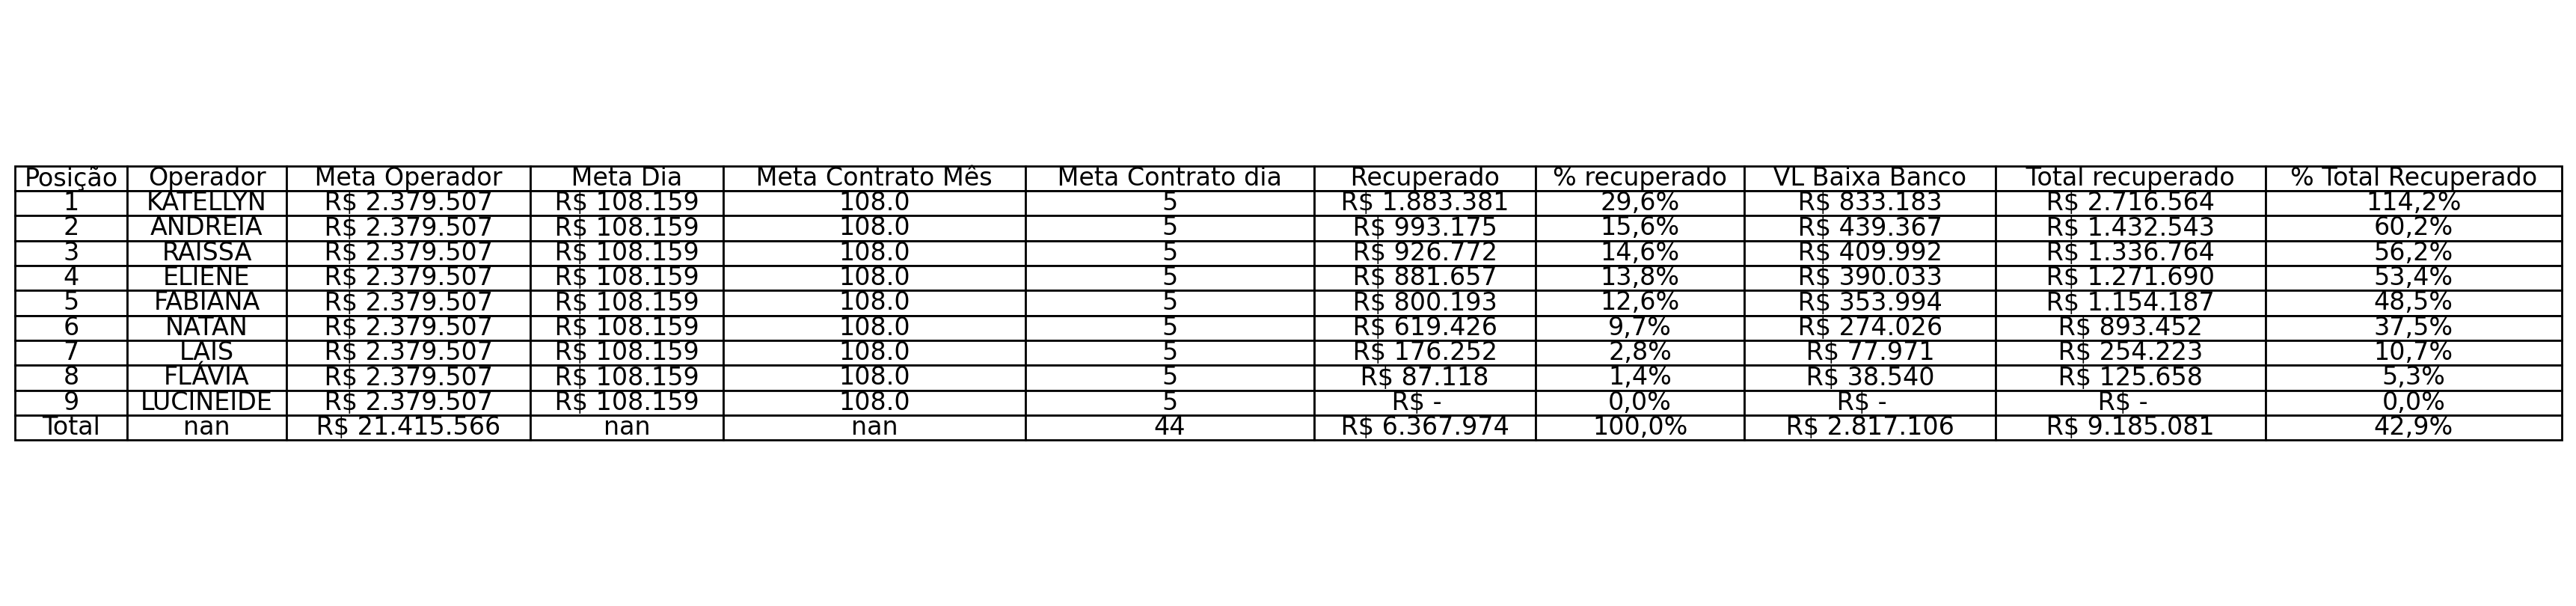 Posição Operador Meta Operador Meta Dia Meta Contrato Mês Meta Contrato dia Recuperado % recuperado VL Baixa Banco Total recuperado % Total Recuperado
1 KATELLYN R$ 2.379.507 R$ 108.159 108.0 5 R$ 1.883.381 29,6% R$ 833.183 R$ 2.716.564 114,2%
2 ANDREIA R$ 2.379.507 R$ 108.159 108.0 5 R$ 993.175 15,6% R$ 439.367 R$ 1.432.543 60,2%
3 RAISSA R$ 2.379.507 R$ 108.159 108.0 5 R$ 926.772 14,6% R$ 409.992 R$ 1.336.764 56,2%
4 ELIENE R$ 2.379.507 R$ 108.159 108.0 5 R$ 881.657 13,8% R$ 390.033 R$ 1.271.690 53,4%
5 FABIANA R$ 2.379.507 R$ 108.159 108.0 5 R$ 800.193 12,6% R$ 353.994 R$ 1.154.187 48,5%
6 NATAN R$ 2.379.507 R$ 108.159 108.0 5 R$ 619.426 9,7% R$ 274.026 R$ 893.452 37,5%
7 LAIS R$ 2.379.507 R$ 108.159 108.0 5 R$ 176.252 2,8% R$ 77.971 R$ 254.223 10,7%
8 FLÁVIA R$ 2.379.507 R$ 108.159 108.0 5 R$ 87.118 1,4% R$ 38.540 R$ 125.658 5,3%
9 LUCINEIDE R$ 2.379.507 R$ 108.159 108.0 5 R$ - 0,0% R$ - R$ - 0,0%
Total nan R$ 21.415.566 nan nan 44 R$ 6.367.974 100,0% R$ 2.817.106 R$ 9.185.081 42,9%